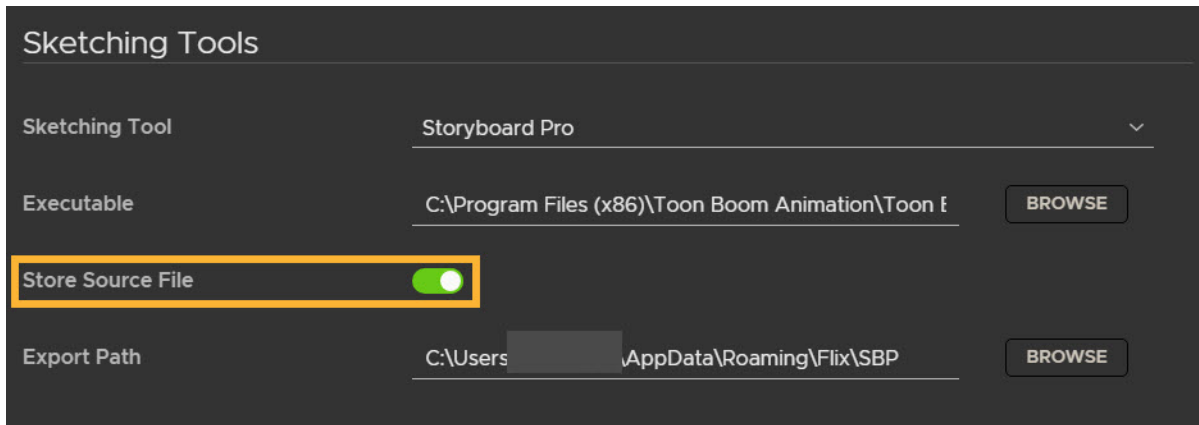 Sketching Tools
Sketching Tool Storyboard Pro
Executable C:\Program Files (x86)\Toon Boom Animation\Toon B BROWSE
Store Source File
Export Path C:\Users \AppData\Roaming\Flix\SBP BROWSE